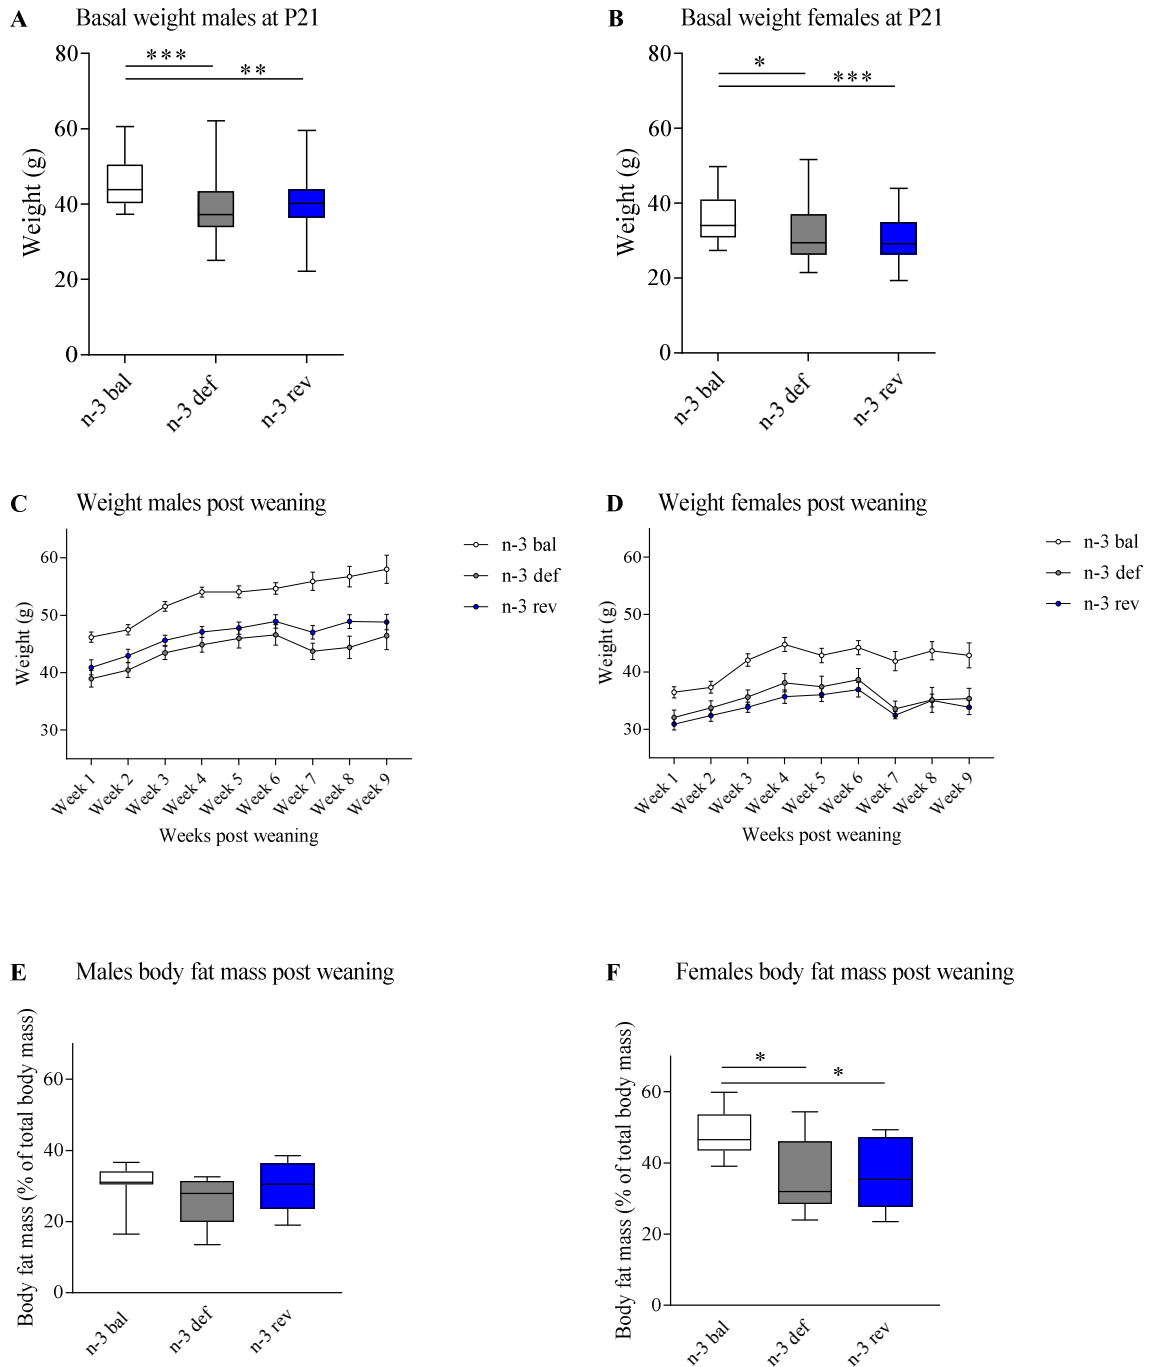 A Basal weight males at P21
Weight (g)
80
60
40
20
0
***
**
n-3 bal
n-3 def
n-3 rev
B Basal weight females at P21
Weight (g)
80
60
40
20
0
*
***
n-3 bal
n-3 def
n-3 rev
C Weight males post weaning
Weight (g)
60
50
40
30
Week 1
Week 2
Week 3
Week 4
Week 5
Week 6
Week 7
Week 8
Week 9
Weeks post weaning
n-3 bal
n-3 def
n-3 rev
D Weight females post weaning
Weight (g)
60
50
40
30
Week 1
Week 2
Week 3
Week 4
Week 5
Week 6
Week 7
Week 8
Week 9
Weeks post weaning
n-3 bal
n-3 def
n-3 rev
E Males body fat mass post weaning
Body fat mass (% of total body mass)
60
40
20
0
n-3 bal
n-3 def
n-3 rev
F Females body fat mass post weaning
Body fat mass (% of total body mass)
60
40
20
0
*
*
n-3 bal
n-3 def
n-3 rev